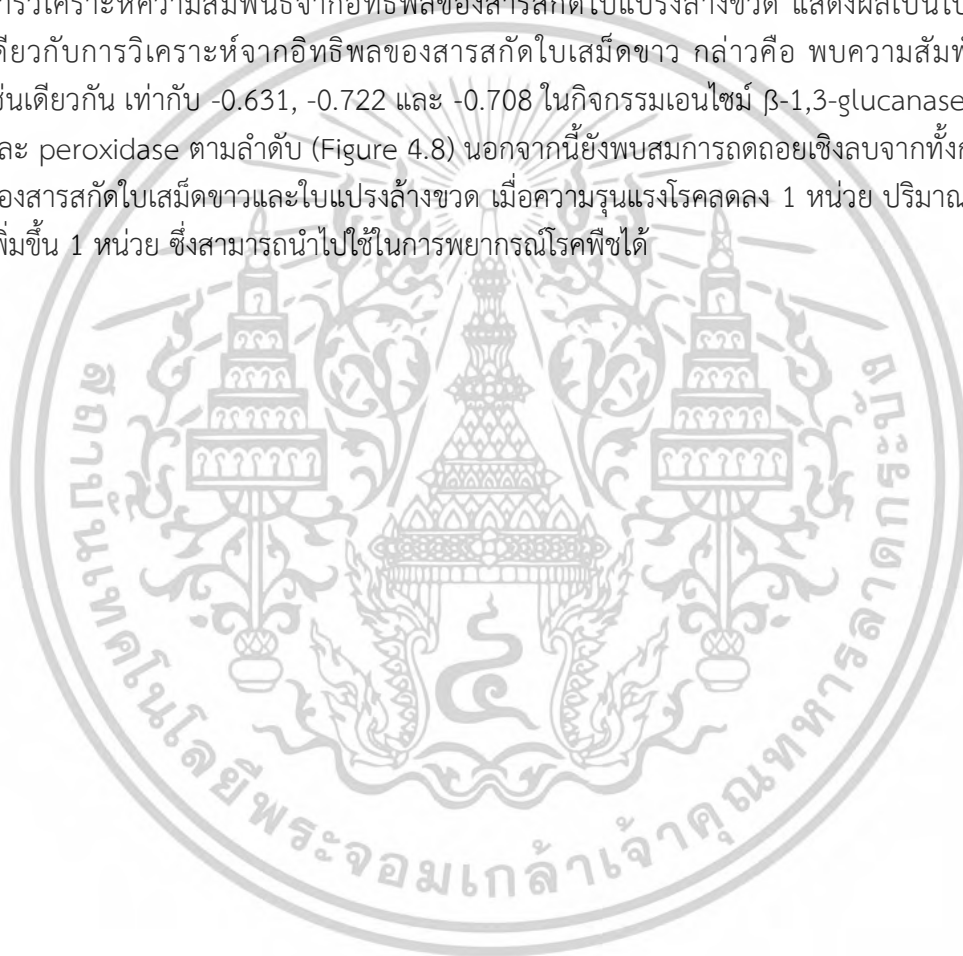 ารวิเคราะห์ความสัมพันธ์จากอิทธิพลของสารสกัดใบแปรงล้างขวด แสดงผลเป็นไป
ดียวกับการวิเคราะห์จากอิทธิพลของสารสกัดใบเสม็ดขาว กล่าวคือ พบความสัมพั
ช่นเดียวกัน เท่ากับ -0.631, -0.722 และ -0.708 ในกิจกรรมเอนไซม์ β-1,3-glucanase
ละ peroxidase ตามลำดับ (Figure 4.8) นอกจากนี้ยังพบสมการถดถอยเชิงลบจากทั้ง
องสารสกัดใบเสม็ดขาวและใบแปรงล้างขวด เมื่อความรุนแรงโรคลดลง 1 หน่วย ปริมาณ
พิ่มขึ้น 1 หน่วย ซึ่งสามารถนำไปใช้ในการพยากรณ์โรคพืชได้
สถาบันเทคโนโลยีพระจอมเกล้าเจ้าคุณทหารลาดกระบัง